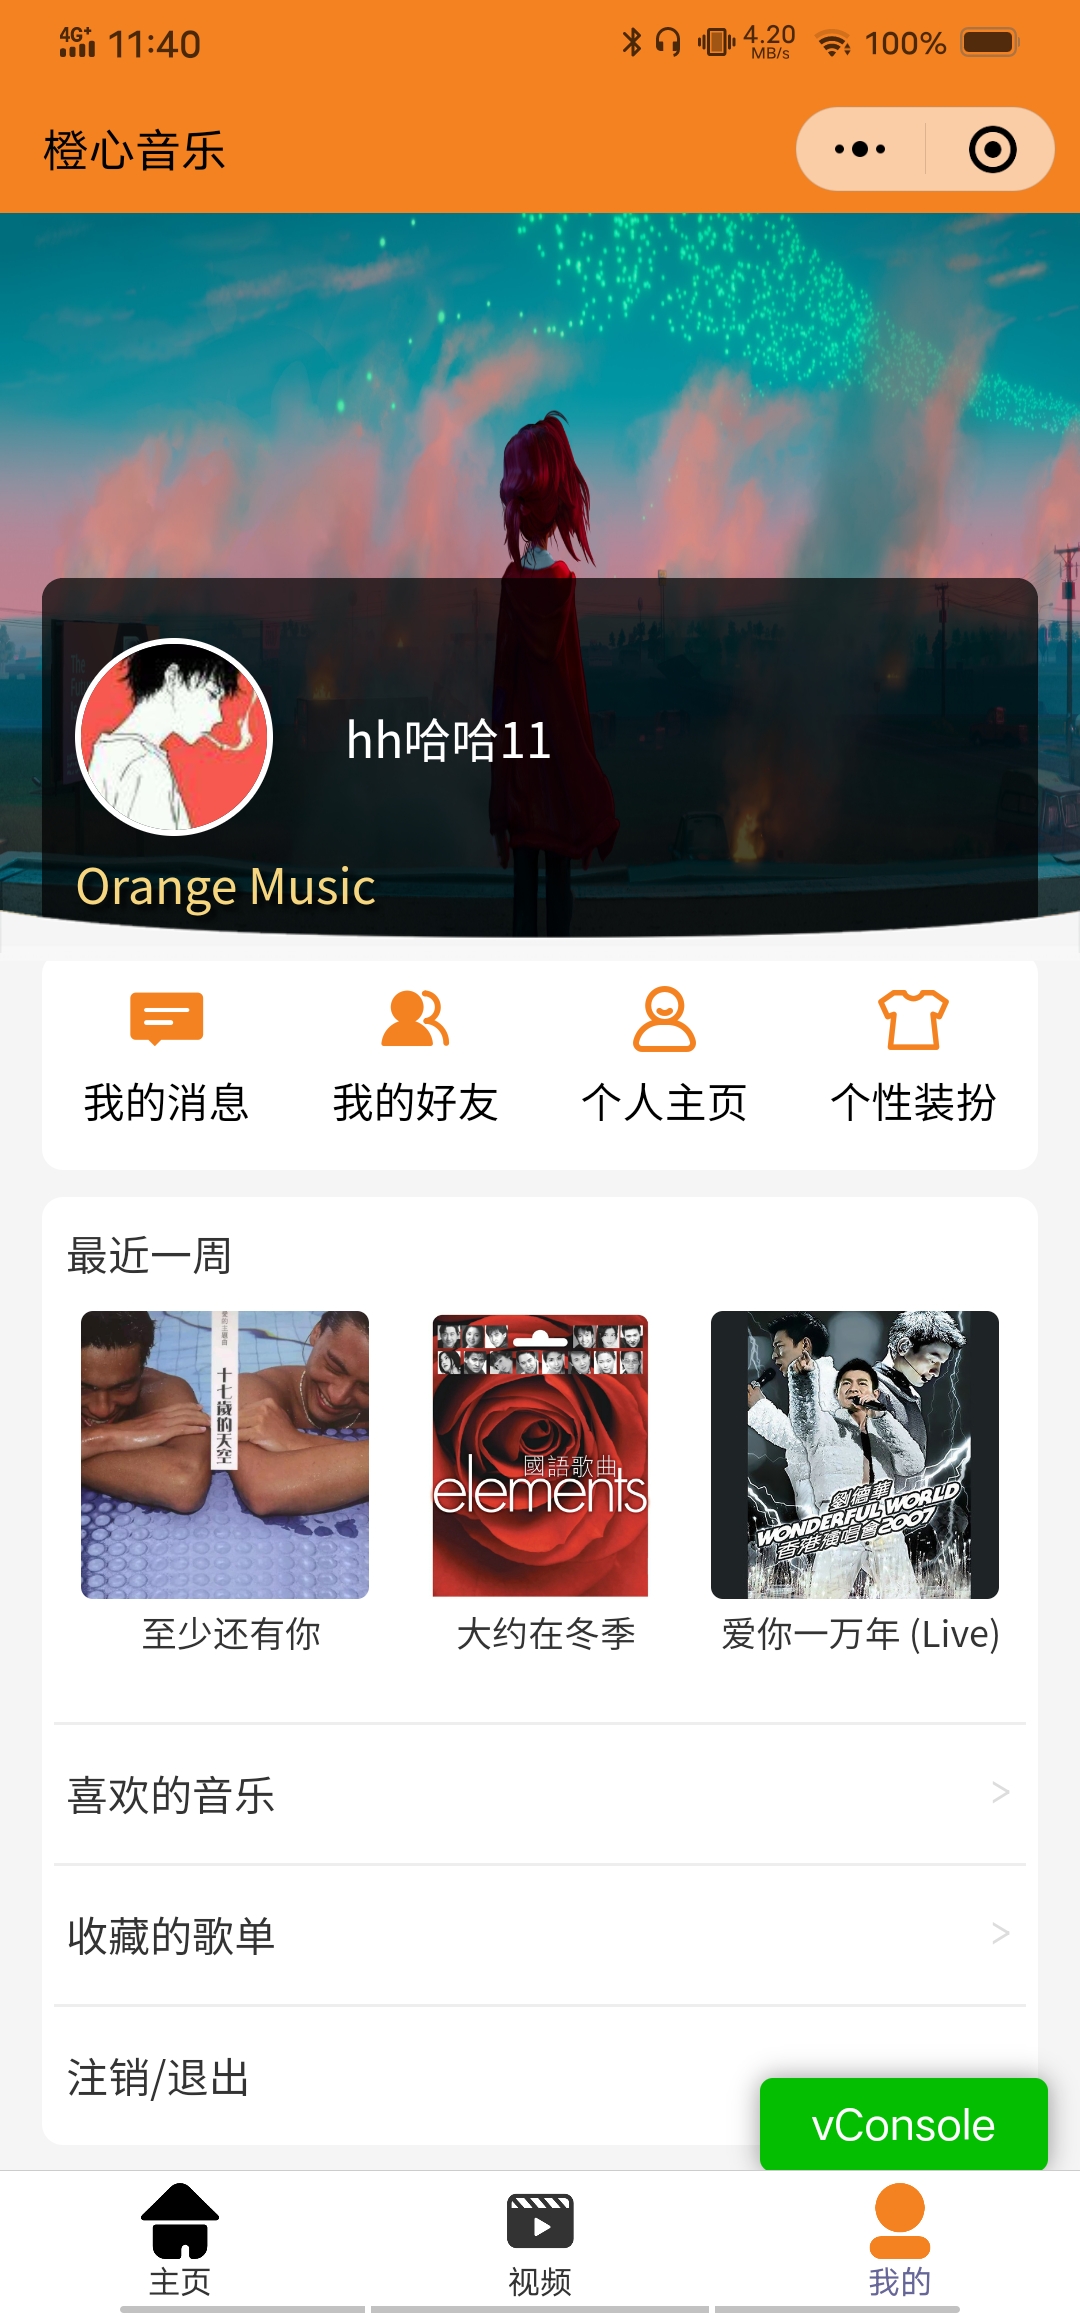 4G+ 11:40 4.20 MB/s 100%
橙心音乐
hh哈哈11
Orange Music
我的消息 我的好友 个人主页 个性装扮
最近一周
十七歲的天空
國語歌曲
elements
劉德華
WONDERFUL WORLD
香港演唱會2007
至少还有你 大约在冬季 爱你一万年 (Live)
喜欢的音乐 >
收藏的歌单 >
注销/退出
vConsole
主页 视频 我的